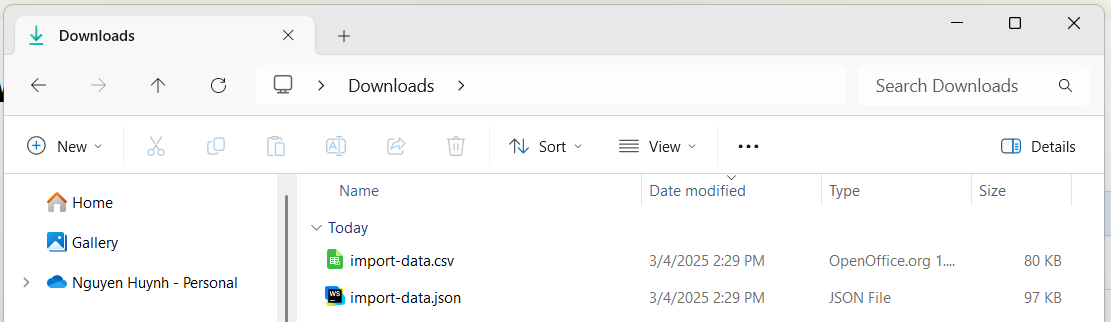 Downloads
Downloads
Search Downloads
New
Sort
View
Details
Name Date modified Type Size
Home
Gallery
Nguyen Huynh - Personal
Today
import-data.csv 3/4/2025 2:29 PM OpenOffice.org 1.... 80 KB
WS import-data.json 3/4/2025 2:29 PM JSON File 97 KB